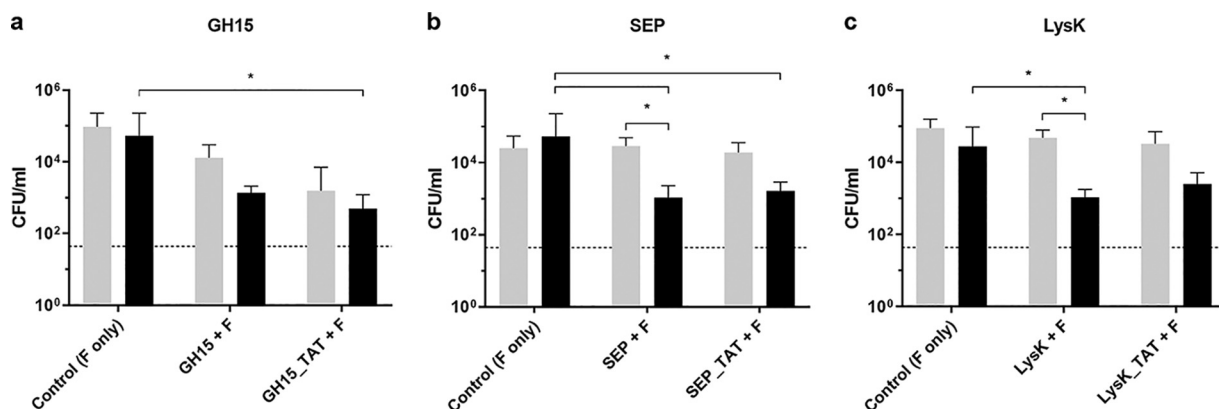 a
GH15
*
CFU/ml
10⁶
10⁴
10²
10⁰
Control (F only)
GH15 + F
GH15_TAT + F
b
SEP
*
*
CFU/ml
10⁶
10⁴
10²
10⁰
Control (F only)
SEP + F
SEP_TAT + F
c
LysK
*
*
CFU/ml
10⁶
10⁴
10²
10⁰
Control (F only)
LysK + F
LysK_TAT + F